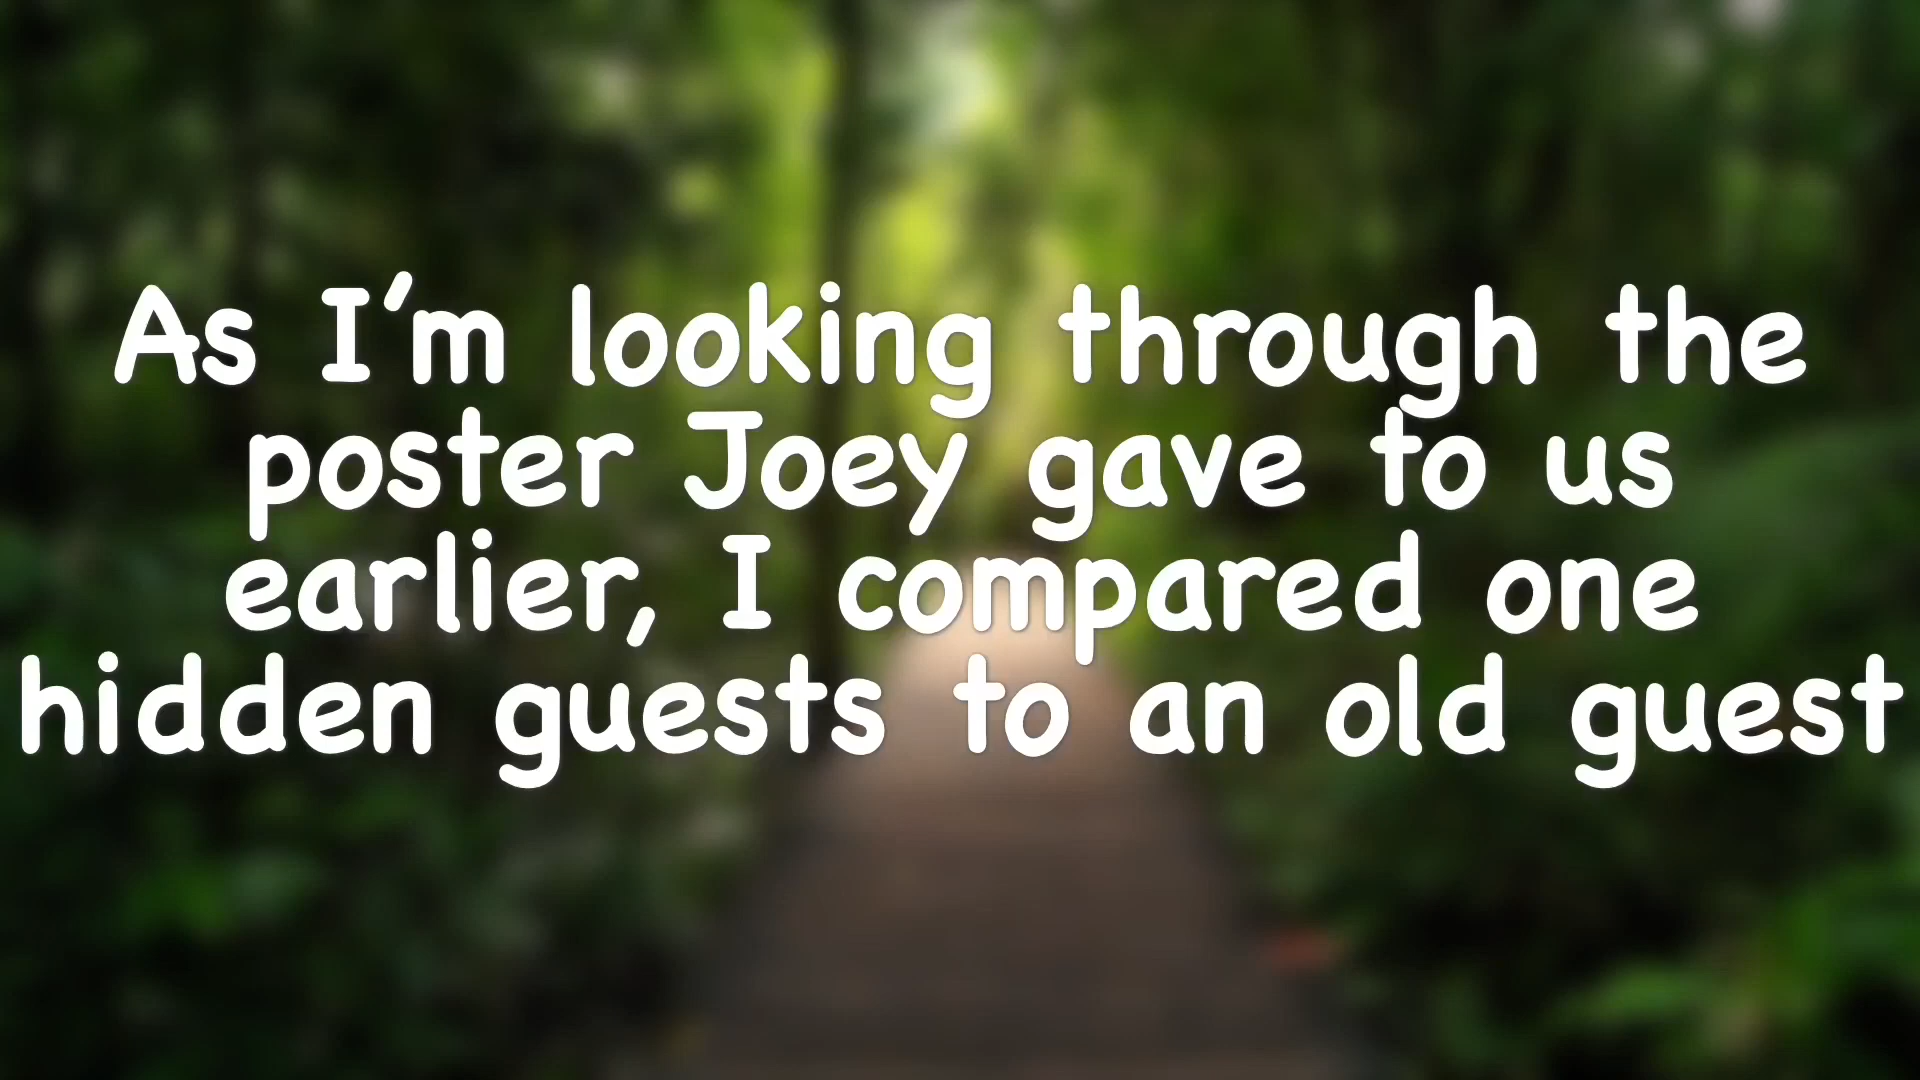 As I'm looking through the
poster Joey gave to us
earlier, I compared one
hidden guests to an old guest